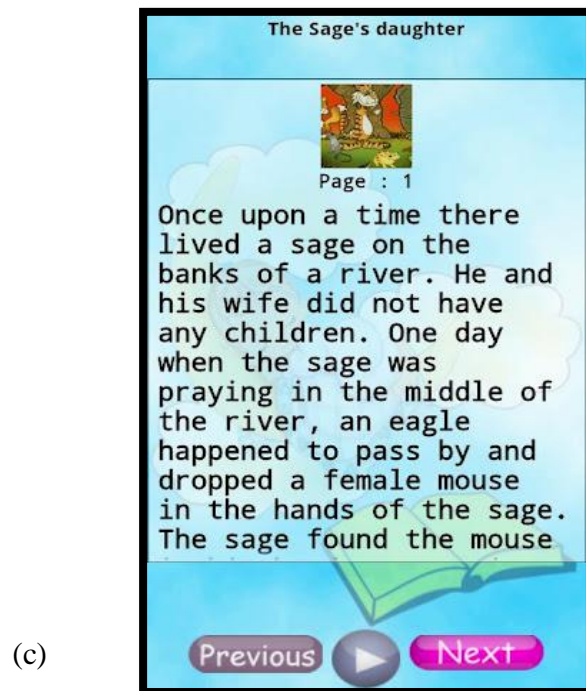 The Sage's daughter
Page : 1
Once upon a time there
lived a sage on the
banks of a river. He and
his wife did not have
any children. One day
when the sage was
praying in the middle of
the river, an eagle
happened to pass by and
dropped a female mouse
in the hands of the sage.
The sage found the mouse
(c)
Previous
Next